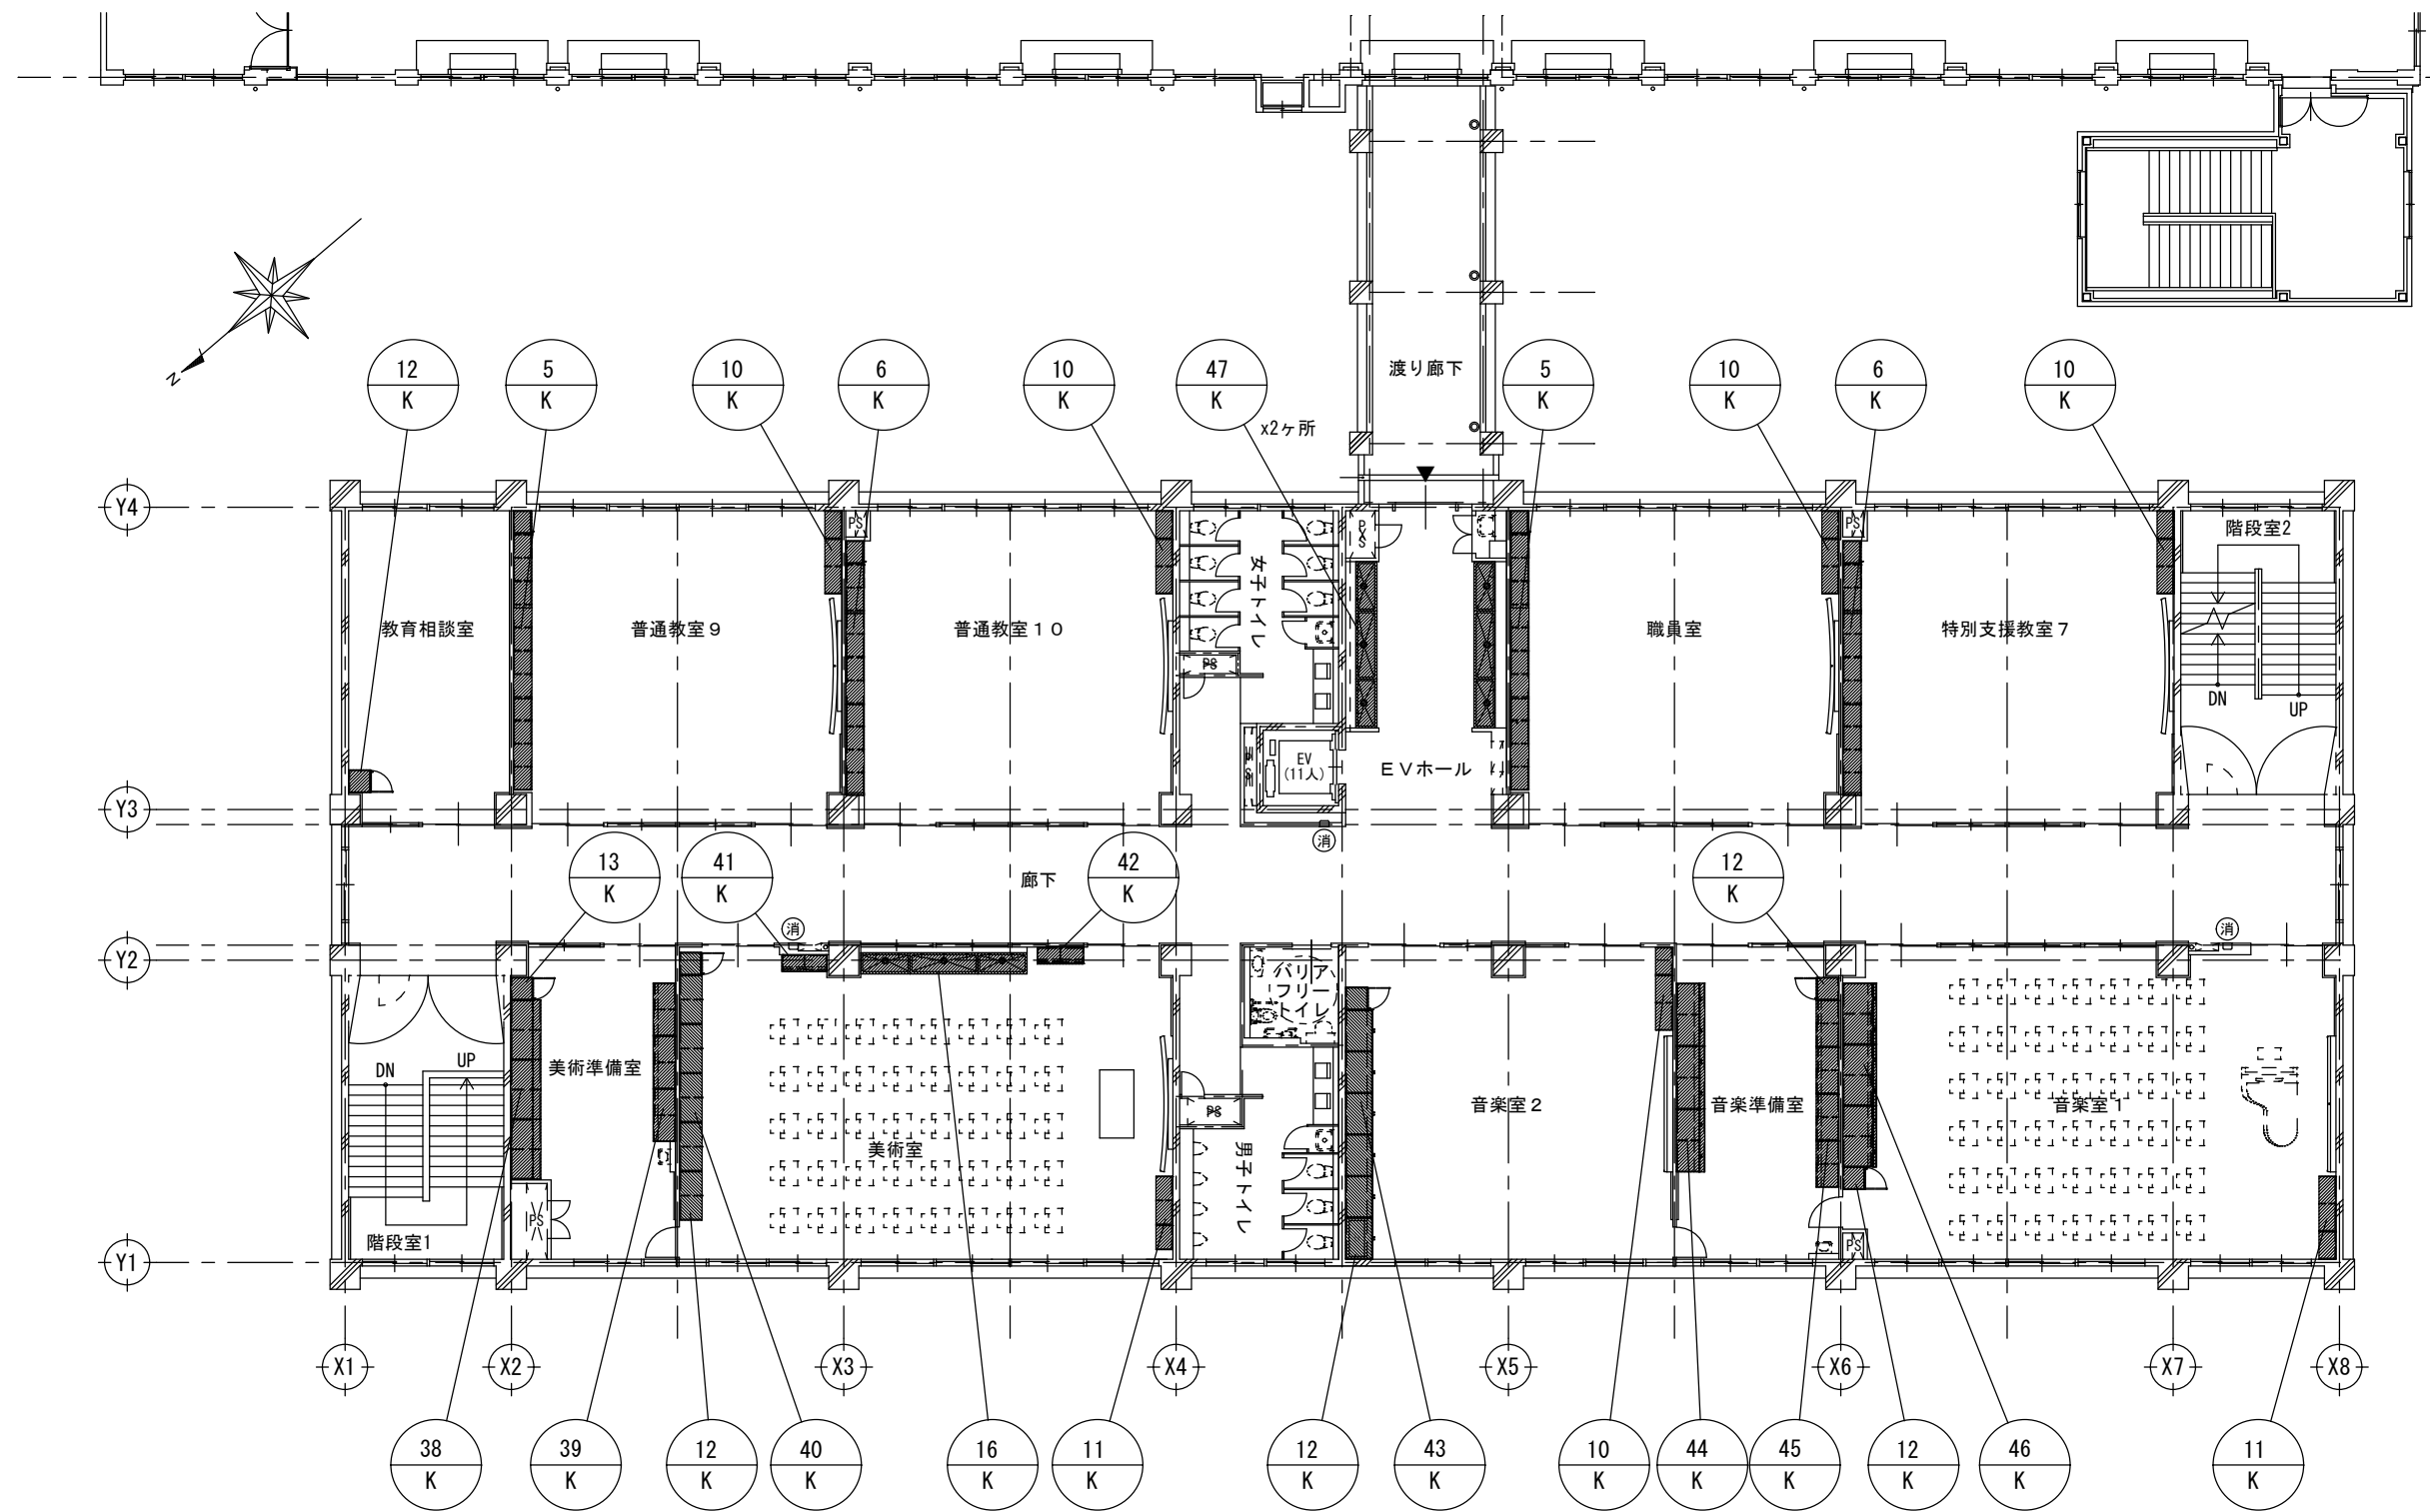 N
12
K
5
K
10
K
6
K
10
K
47
K
x2ヶ所
渡り廊下
5
K
10
K
6
K
10
K
Y4
PS
PS
PS
階段室2
教育相談室
普通教室9
普通教室10
女子トイレ
職員室
特別支援教室7
PS
DN
UP
EV
(11人)
EVホール
Y3
消
13
K
41
K
廊下
42
K
12
K
消
消
Y2
バリア
フリー
トイレ
美術準備室
DN
UP
音楽室2
音楽準備室
音楽室1
PS
美術室
男子トイレ
PS
PS
階段室1
Y1
X1
X2
X3
X4
X5
X6
X7
X8
38
K
39
K
12
K
40
K
16
K
11
K
12
K
43
K
10
K
44
K
45
K
12
K
46
K
11
K